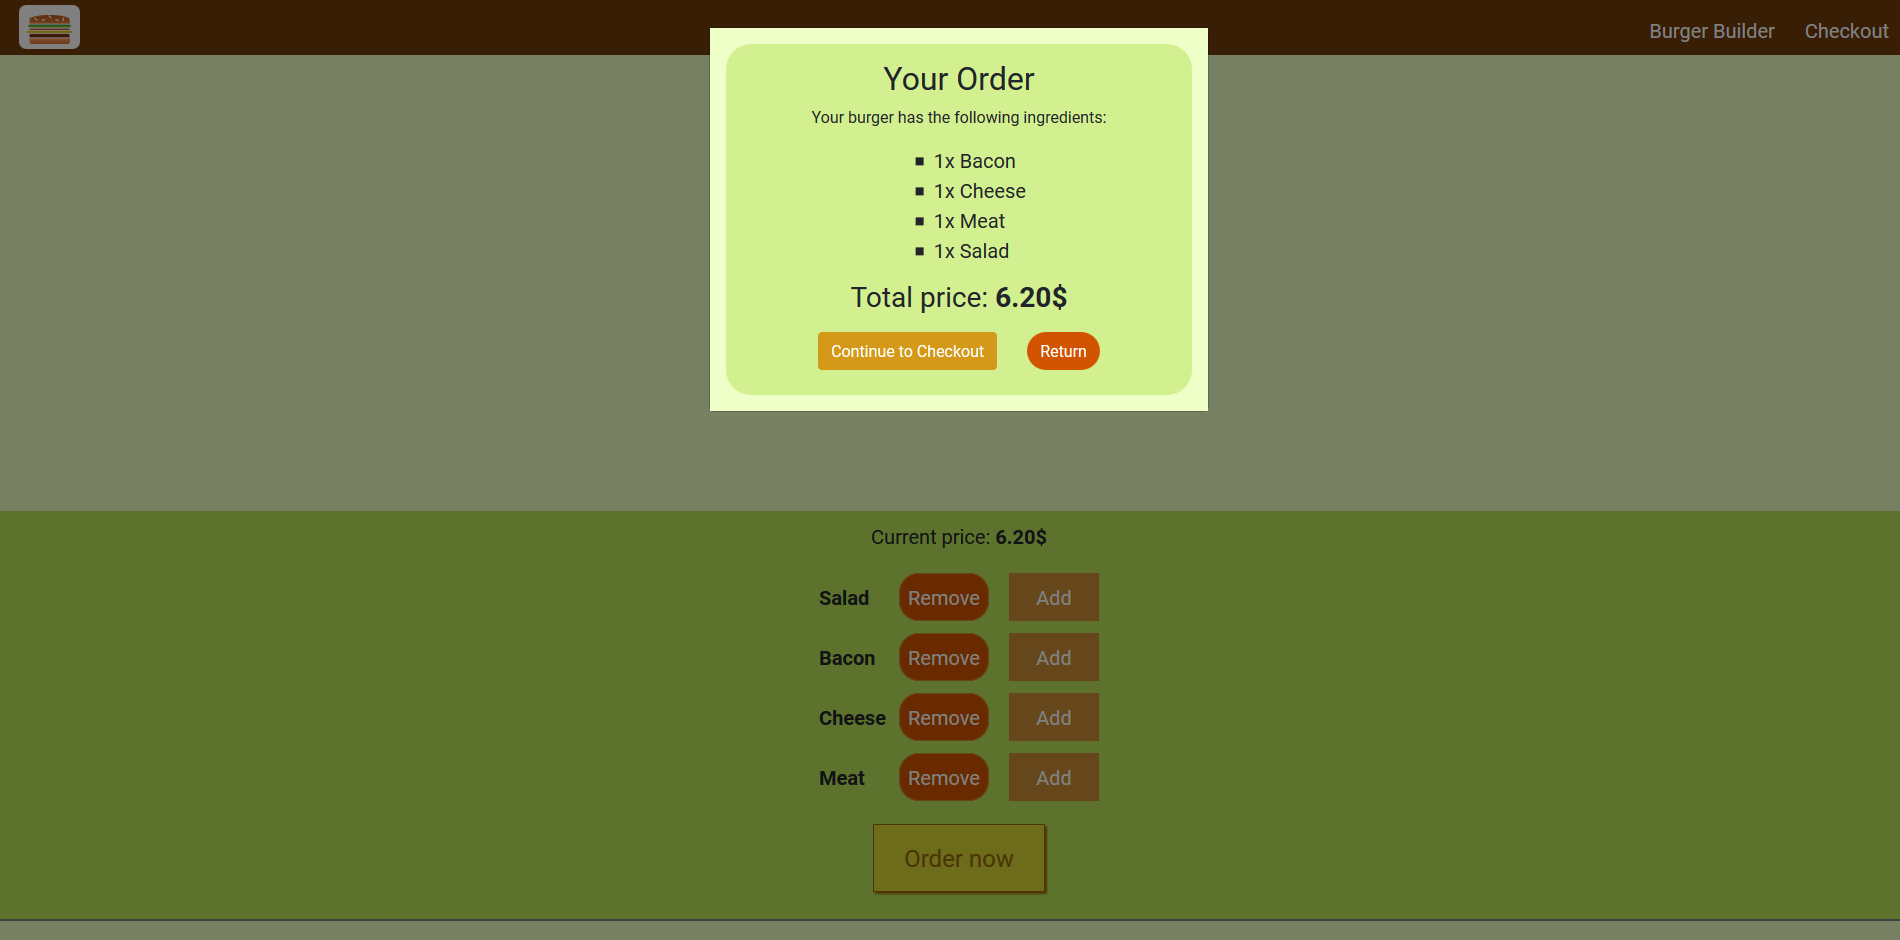 Burger Builder Checkout
Your Order
Your burger has the following ingredients:
1x Bacon
1x Cheese
1x Meat
1x Salad
Total price: 6.20$
Continue to Checkout Return
Current price: 6.20$
Salad Remove Add
Bacon Remove Add
Cheese Remove Add
Meat Remove Add
Order now